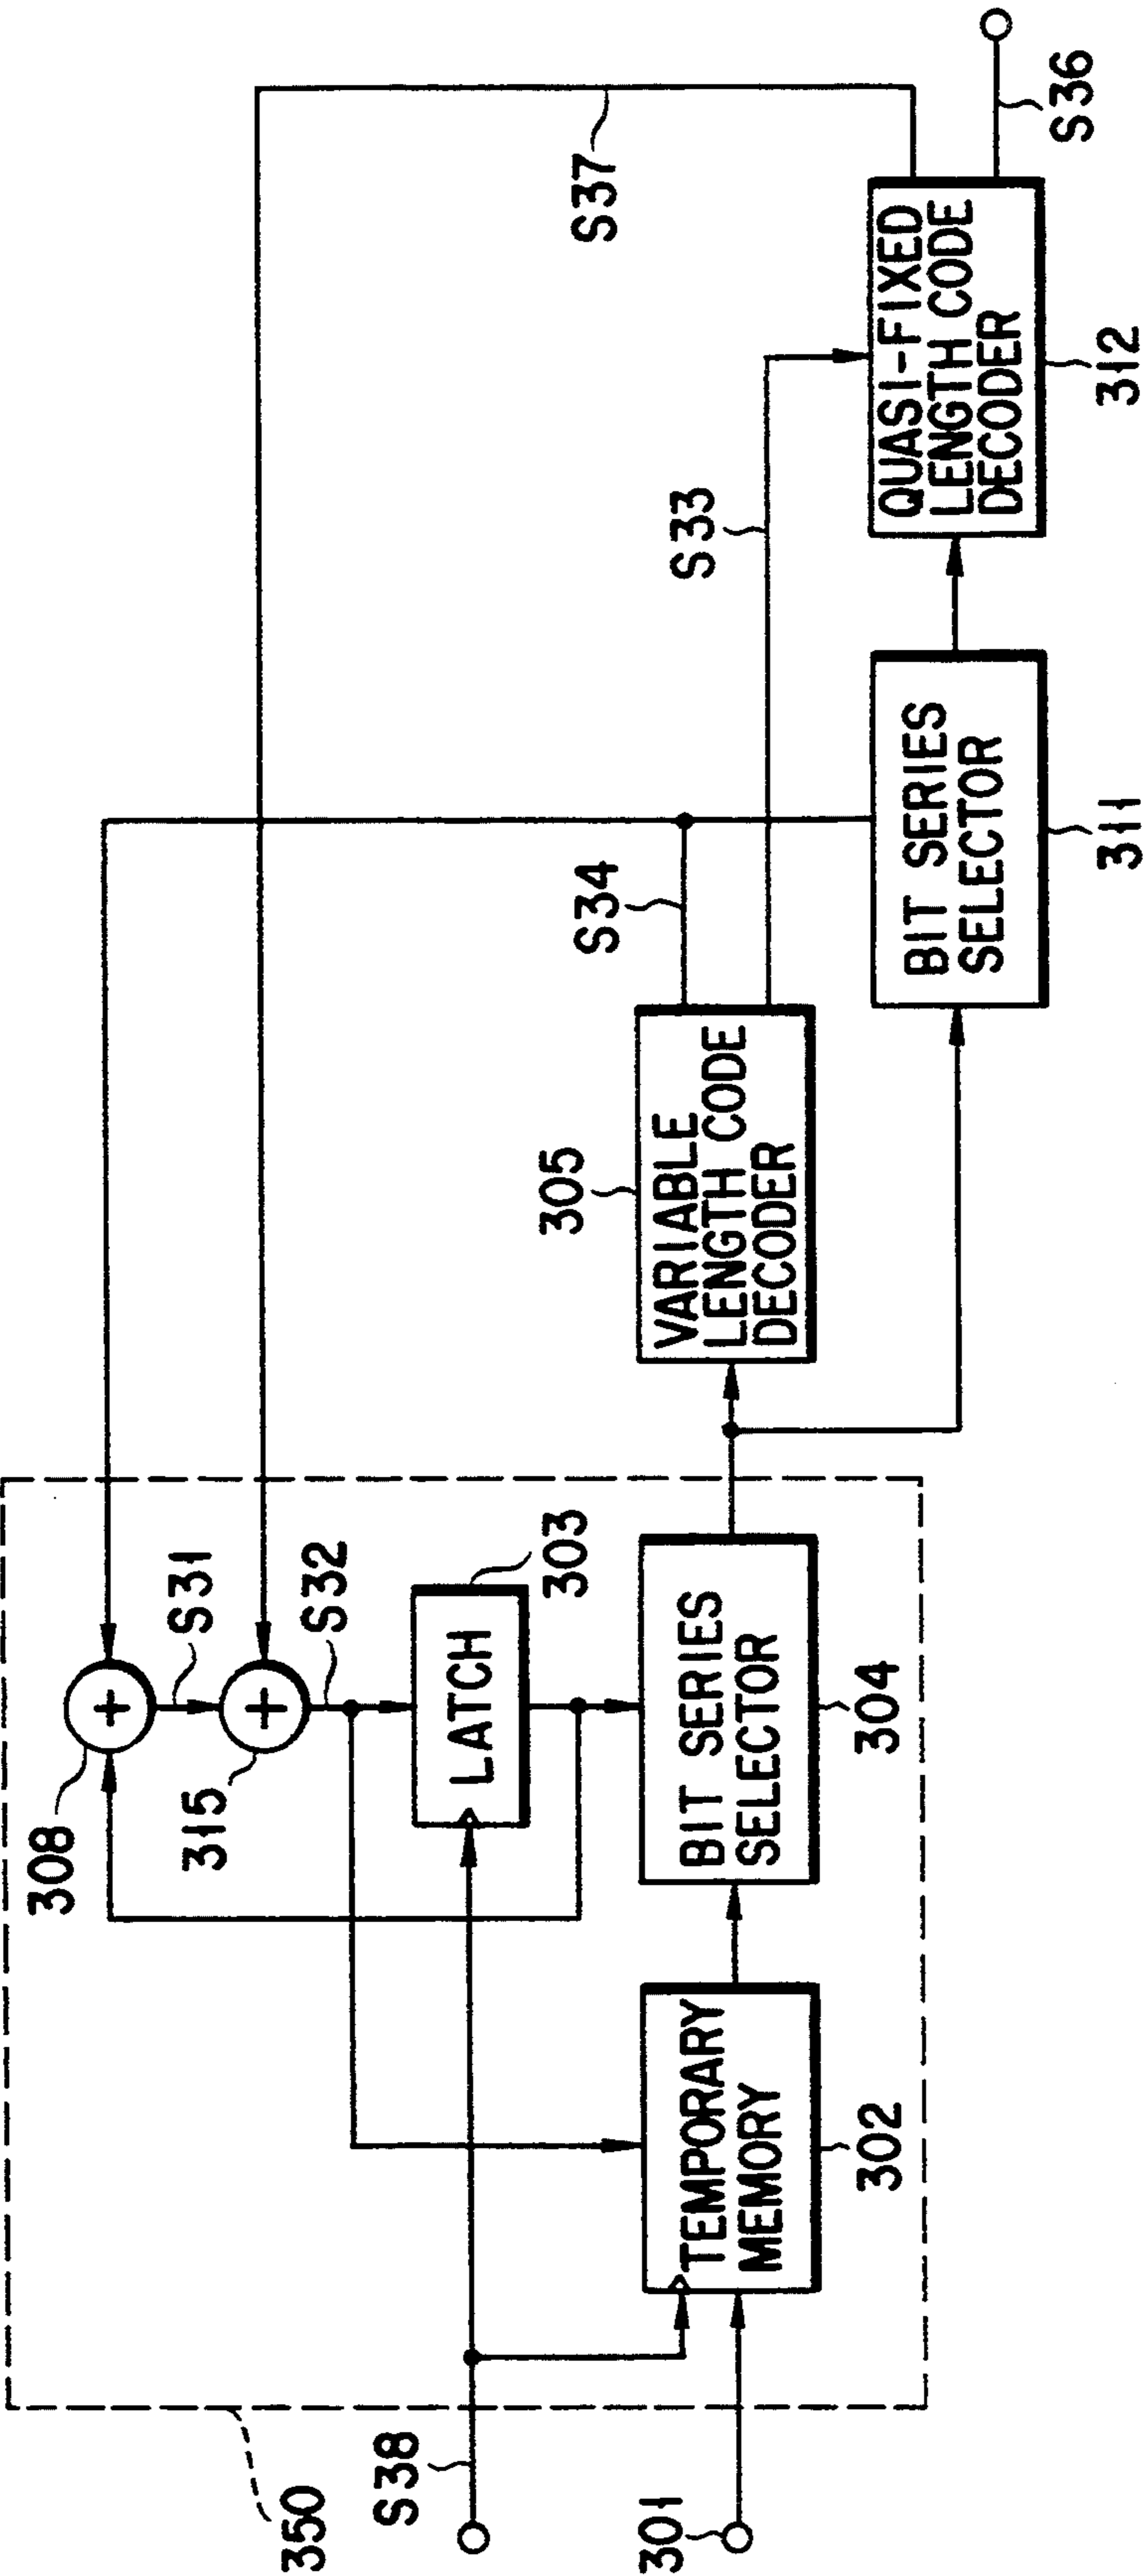 350
S38
301
308
315
S31
S32
LATCH
303
TEMPORARY
MEMORY
302
BIT SERIES
SELECTOR
304
305
VARIABLE
LENGTH CODE
DECODER
S34
S33
S37
BIT SERIES
SELECTOR
311
QUASI-FIXED
LENGTH CODE
DECODER
312
S36